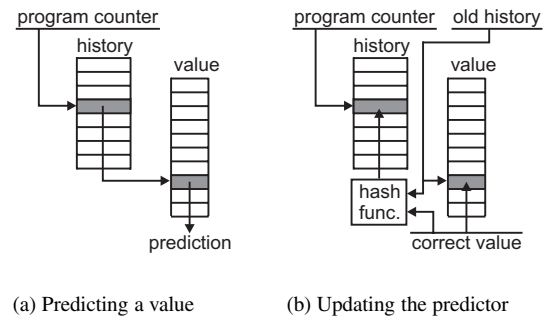 program counter
history
value
prediction
(a) Predicting a value
program counter
old history
history
value
hash
func.
correct value
(b) Updating the predictor